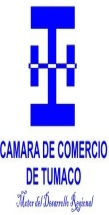 CAMARA DE COMERCIO
DE TUMACO
Motor del Desarrollo Regional